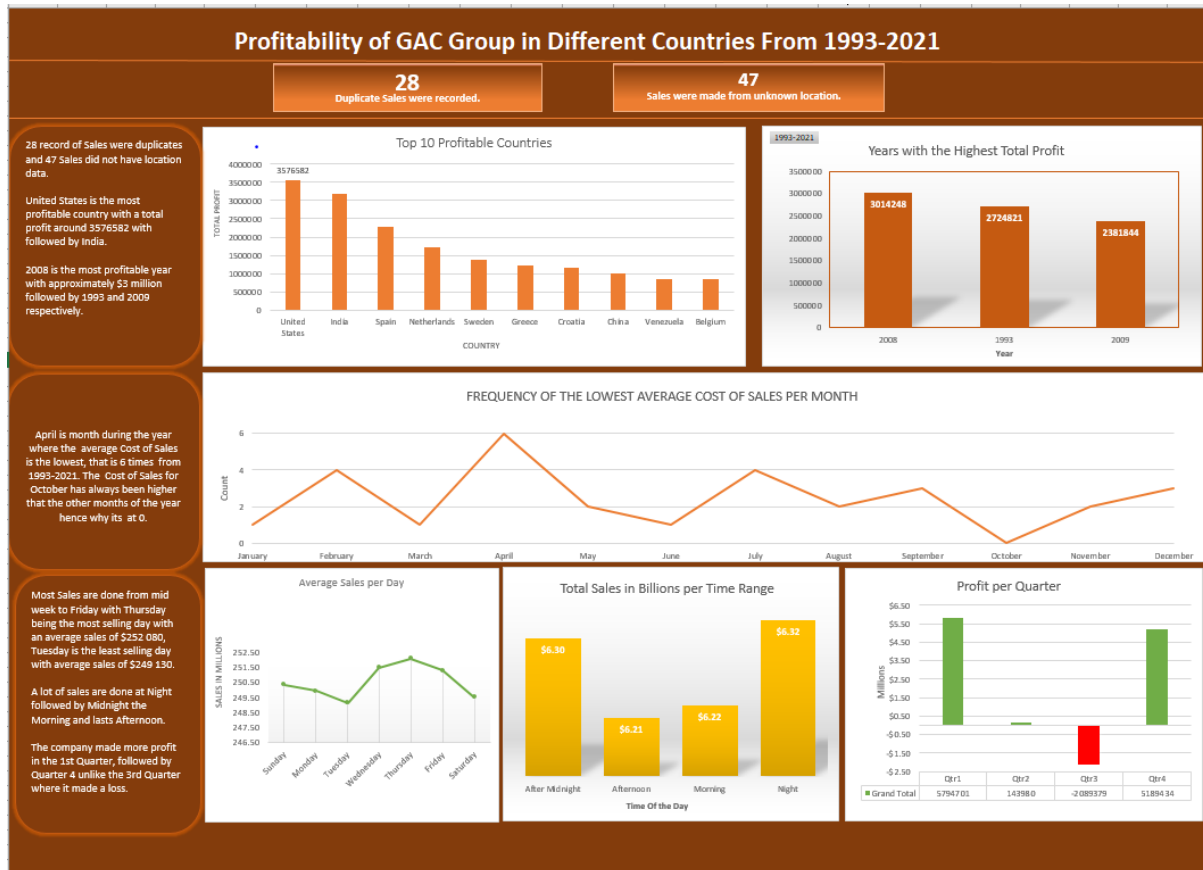 Profitability of GAC Group in Different Countries From 1993-2021
28
Duplicate Sales were recorded.
47
Sales were made from unknown location.
28 record of Sales were duplicates
and 47 Sales did not have location
data.
United States is the most
profitable country with a total
profit around 3576582 with
followed by India.
2008 is the most profitable year
with approximately $3 million
followed by 1993 and 2009
respectively.
Top 10 Profitable Countries
TOTAL PROFIT
4000000
3500000
3000000
2500000
2000000
1500000
1000000
500000
0
3576582
United States
India
Spain
Netherlands
Sweden
Greece
Croatia
China
Venezuela
Belgium
COUNTRY
1993-2021
Years with the Highest Total Profit
3500000
3000000
2500000
2000000
1500000
1000000
500000
0
3014248
2724821
2381844
2008
1993
2009
Year
April is month during the year
where the average Cost of Sales
is the lowest, that is 6 times from
1993-2021. The Cost of Sales for
October has always been higher
that the other months of the year
hence why its at 0.
FREQUENCY OF THE LOWEST AVERAGE COST OF SALES PER MONTH
Count
6
4
2
0
January
February
March
April
May
June
July
August
September
October
November
December
Most Sales are done from mid
week to Friday with Thursday
being the most selling day with
an average sales of $252 080,
Tuesday is the least selling day
with average sales of $249 130.
A lot of sales are done at Night
followed by Midnight the
Morning and lasts Afternoon.
The company made more profit
in the 1st Quarter, followed by
Quarter 4 unlike the 3rd Quarter
where it made a loss.
Average Sales per Day
SALES IN MILLIONS
252.50
251.50
250.50
249.50
248.50
247.50
246.50
Sunday
Monday
Tuesday
Wednesday
Thursday
Friday
Saturday
Total Sales in Billions per Time Range
$6.30
$6.21
$6.22
$6.32
After Midnight
Afternoon
Morning
Night
Time Of the Day
Profit per Quarter
Millions
$6.50
$5.50
$4.50
$3.50
$2.50
$1.50
$0.50
-$0.50
-$1.50
-$2.50
Qtr1
Qtr2
Qtr3
Qtr4
Grand Total
5794701
143980
-2089379
5189434